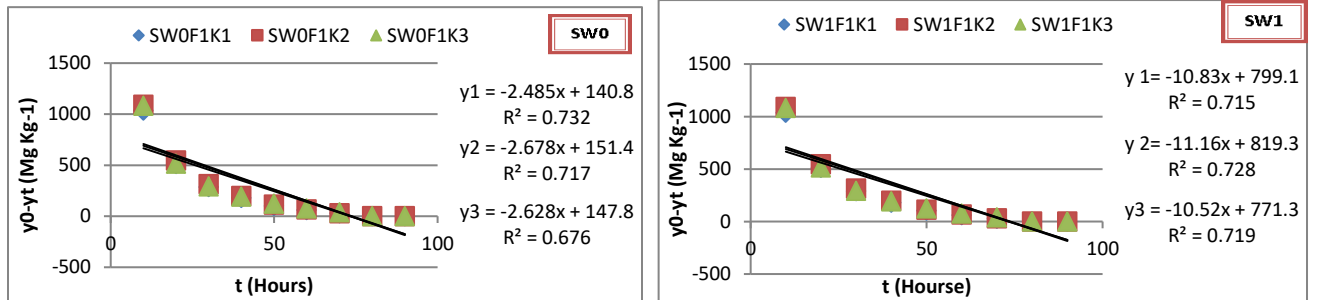 SW0F1K1 SW0F1K2 SW0F1K3
SW0
1500
1000
500
0
-500
0 50 100
y0-yt (Mg Kg-1)
t (Hours)
y1 = -2.485x + 140.8
R² = 0.732
y2 = -2.678x + 151.4
R² = 0.717
y3 = -2.628x + 147.8
R² = 0.676
SW1F1K1 SW1F1K2 SW1F1K3
SW1
1500
1000
500
0
-500
0 50 100
y0-yt (Mg Kg-1)
t (Hourse)
y 1= -10.83x + 799.1
R² = 0.715
y 2= -11.16x + 819.3
R² = 0.728
y3 = -10.52x + 771.3
R² = 0.719